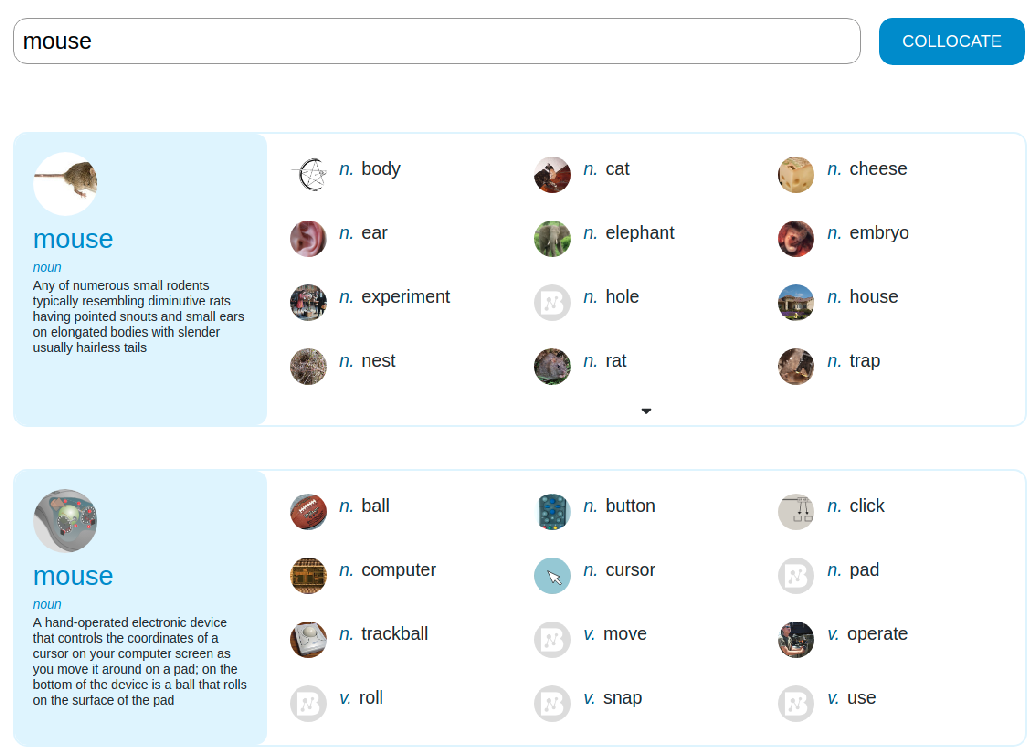 mouse
COLLOCATE
mouse
noun
Any of numerous small rodents
typically resembling diminutive rats
having pointed snouts and small ears
on elongated bodies with slender
usually hairless tails
n. body
n. cat
n. cheese
n. ear
n. elephant
n. embryo
n. experiment
n. hole
n. house
n. nest
n. rat
n. trap
mouse
noun
A hand-operated electronic device
that controls the coordinates of a
cursor on your computer screen as
you move it around on a pad; on the
bottom of the device is a ball that rolls
on the surface of the pad
n. ball
n. button
n. click
n. computer
n. cursor
n. pad
n. trackball
v. move
v. operate
v. roll
v. snap
v. use